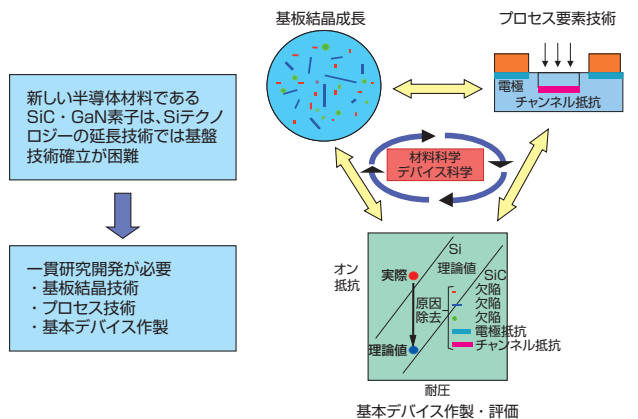 基板結晶成長
プロセス要素技術
電極
チャンネル抵抗
新しい半導体材料である
SiC・GaN素子は、Siテクノ
ロジーの延長技術では基盤
技術確立が困難
材料科学
デバイス科学
一貫研究開発が必要
・基板結晶技術
・プロセス技術
・基本デバイス作製
オン
抵抗
Si
理論値
SiC
実際
原因
除去
欠陥
欠陥
欠陥
電極抵抗
チャンネル抵抗
理論値
耐圧
基本デバイス作製・評価